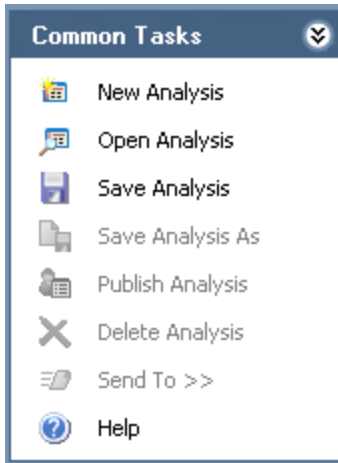 Common Tasks
New Analysis
Open Analysis
Save Analysis
Save Analysis As
Publish Analysis
Delete Analysis
Send To >>
Help